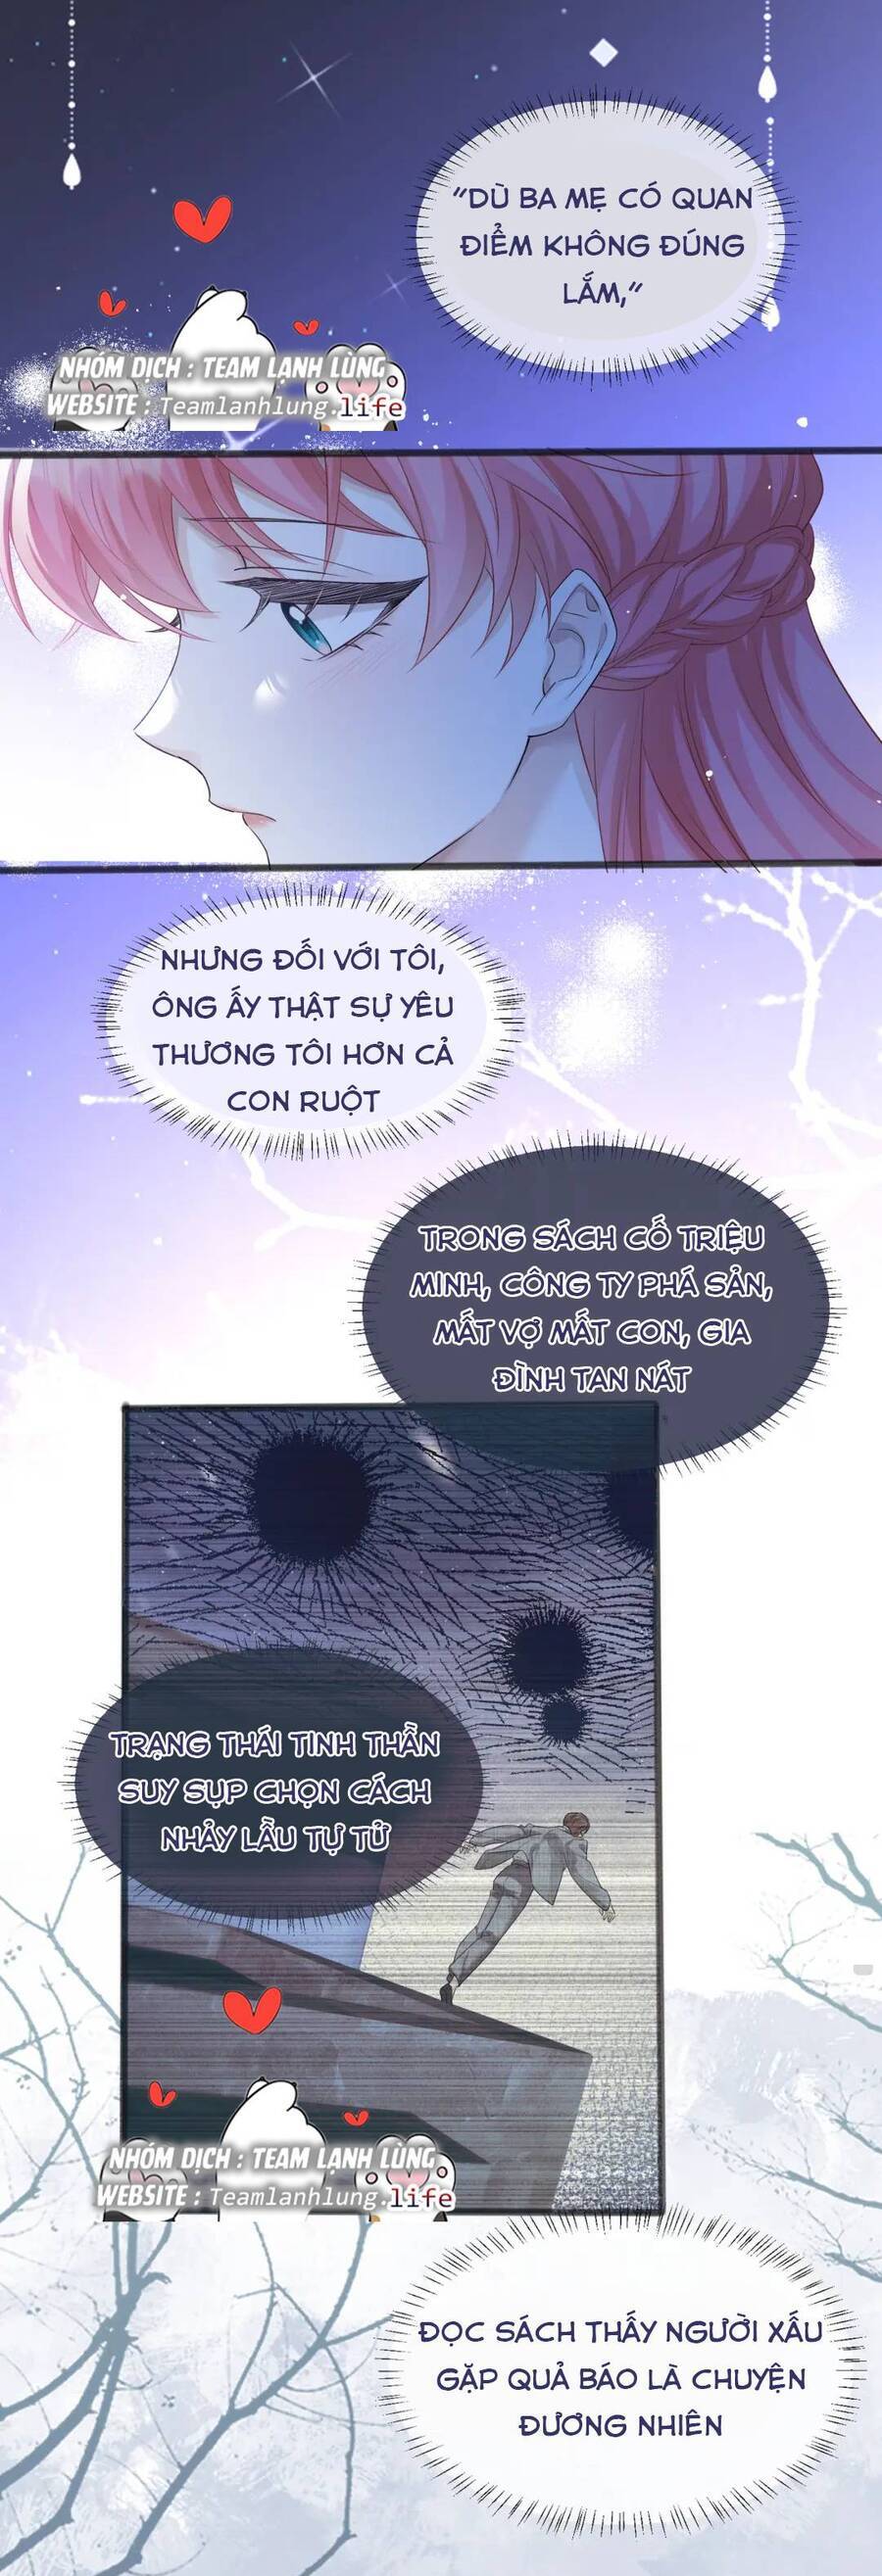 "DÙ BA MẸ CÓ QUAN
ĐIỂM KHÔNG ĐÚNG
LẮM,"
NHÓM DỊCH : TEAM LẠNH LÙNG
WEBSITE : Teamlanhlung.life
NHƯNG ĐỐI VỚI TÔI,
ÔNG ẤY THẬT SỰ YÊU
THƯƠNG TÔI HƠN CẢ
CON RUỘT
TRONG SÁCH CỐ TRIỆU
MINH, CÔNG TY PHÁ SẢN,
MẤT VỢ MẤT CON, GIA
ĐÌNH TAN NÁT
TRẠNG THÁI TINH THẦN
SUY SỤP CHỌN CÁCH
NHẢY LẦU TỰ TỬ
NHÓM DỊCH : TEAM LẠNH LÙNG
WEBSITE : Teamlanhlung.life
ĐỌC SÁCH THẤY NGƯỜI XẤU
GẶP QUẢ BÁO LÀ CHUYỆN
ĐƯƠNG NHIÊN